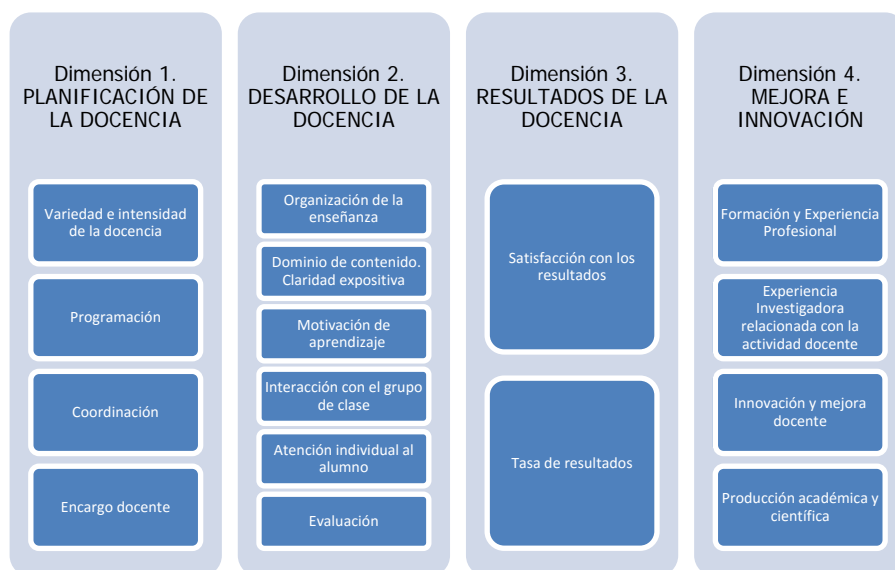 Dimensión 1.
PLANIFICACIÓN DE
LA DOCENCIA
Variedad e intensidad
de la docencia
Programación
Coordinación
Encargo docente
Dimensión 2.
DESARROLLO DE LA
DOCENCIA
Organización de la
enseñanza
Dominio de contenido.
Claridad expositiva
Motivación de
aprendizaje
Interacción con el grupo
de clase
Atención individual al
alumno
Evaluación
Dimensión 3.
RESULTADOS DE LA
DOCENCIA
Satisfacción con los
resultados
Tasa de resultados
Dimensión 4.
MEJORA E
INNOVACIÓN
Formación y Experiencia
Profesional
Experiencia
Investigadora
relacionada con la
actividad docente
Innovación y mejora
docente
Producción académica y
científica